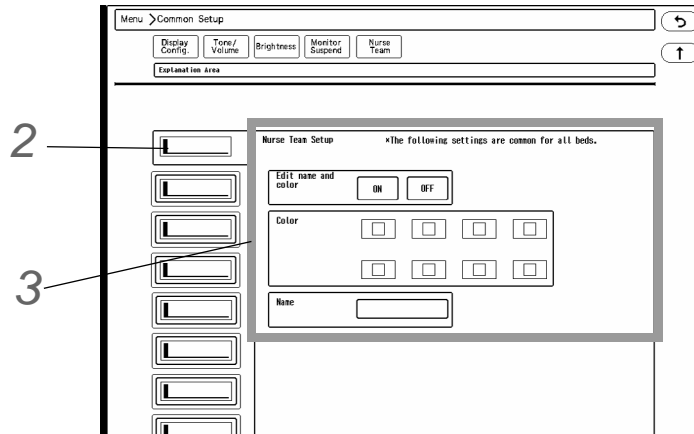 Menu >Common Setup
Display Config.
Tone/ Volume
Brightness
Monitor Suspend
Nurse Team
Explanation Area
2
Nurse Team Setup *The following settings are common for all beds.
Edit name and color
ON OFF
Color
3
Name